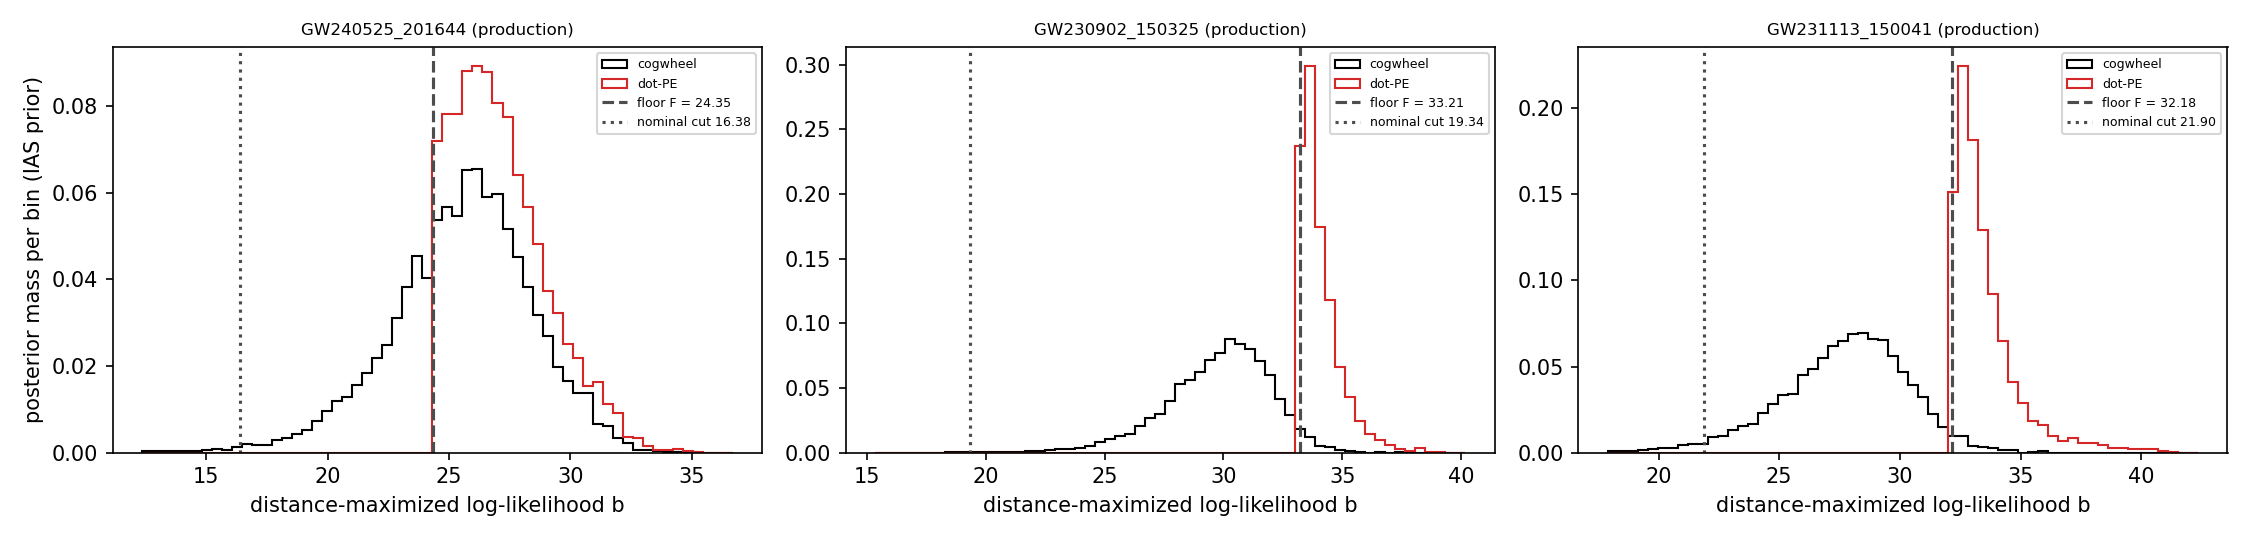 GW240525_201644 (production)
posterior mass per bin (IAS prior)
0.08
0.06
0.04
0.02
0.00
cogwheel
dot-PE
floor F = 24.35
nominal cut 16.38
15 20 25 30 35
distance-maximized log-likelihood b
GW230902_150325 (production)
0.30
0.25
0.20
0.15
0.10
0.05
0.00
cogwheel
dot-PE
floor F = 33.21
nominal cut 19.34
15 20 25 30 35 40
distance-maximized log-likelihood b
GW231113_150041 (production)
0.20
0.15
0.10
0.05
0.00
cogwheel
dot-PE
floor F = 32.18
nominal cut 21.90
20 25 30 35 40
distance-maximized log-likelihood b